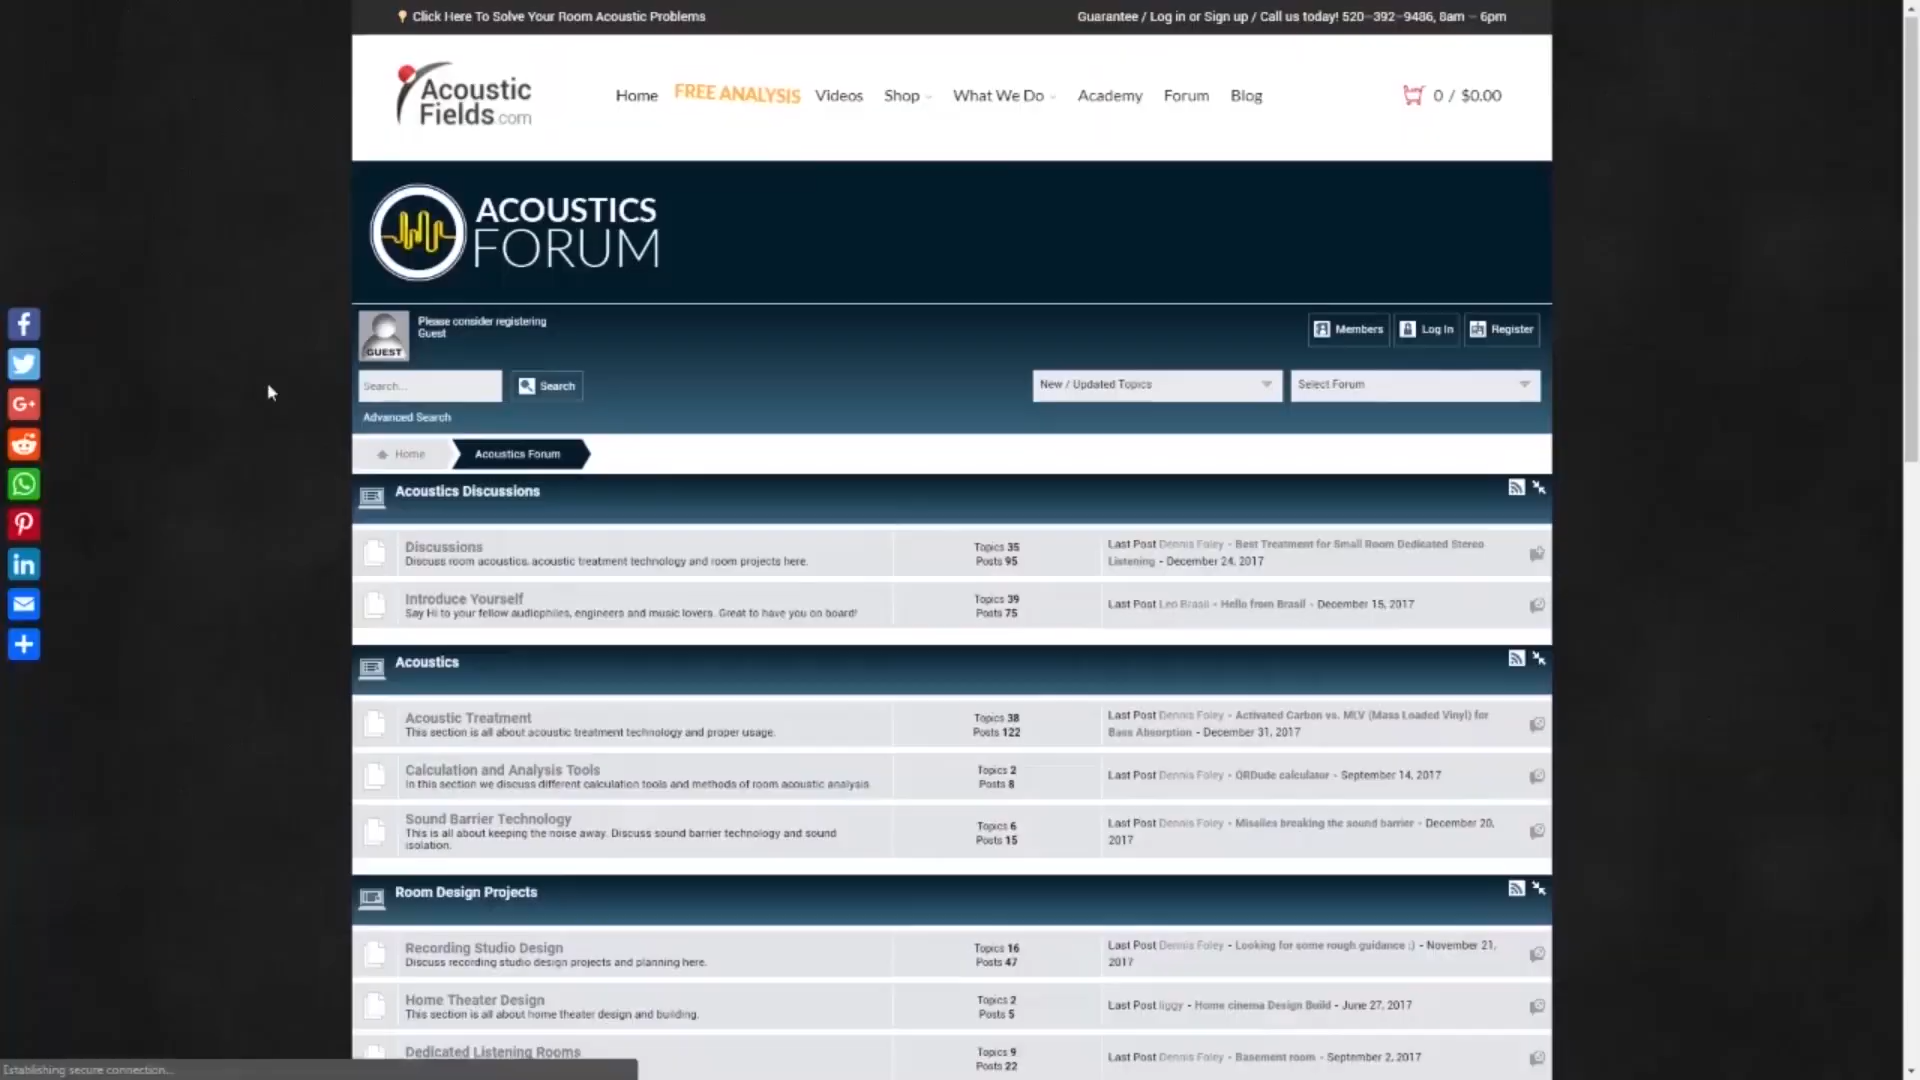 Click Here To Solve Your Room Acoustic Problems
Guarantee / Log in or Sign up / Call us today! 520-392-9486, 8am - 6pm
Acoustic
Fields.com
Home FREE ANALYSIS Videos Shop What We Do Academy Forum Blog
0 / $0.00
ACOUSTICS
FORUM
GUEST
Please consider registering
Guest
Members Log In Register
Search...
Search
New / Updated Topics
Select Forum
Advanced Search
Home
Acoustics Forum
Acoustics Discussions
Discussions
Discuss room acoustics, acoustic treatment technology and room projects here.
Topics 35
Posts 95
Last Post Dennis Foley - Best Treatment for Small Room Dedicated Stereo
Listening - December 24, 2017
Introduce Yourself
Say Hi to your fellow audiophiles, engineers and music lovers. Great to have you on board!
Topics 39
Posts 75
Last Post Leo Brasil - Hello from Brasil - December 15, 2017
Acoustics
Acoustic Treatment
This section is all about acoustic treatment technology and proper usage.
Topics 38
Posts 122
Last Post Dennis Foley - Activated Carbon vs. MLV (Mass Loaded Vinyl) for
Bass Absorption - December 31, 2017
Calculation and Analysis Tools
In this section we discuss different calculation tools and methods of room acoustic analysis
Topics 2
Posts 8
Last Post Dennis Foley - QRDude calculator - September 14, 2017
Sound Barrier Technology
This is all about keeping the noise away. Discuss sound barrier technology and sound
isolation.
Topics 6
Posts 15
Last Post Dennis Foley - Missiles breaking the sound barrier - December 20,
2017
Room Design Projects
Recording Studio Design
Discuss recording studio design projects and planning here.
Topics 16
Posts 47
Last Post Dennis Foley - Looking for some rough guidance :) - November 21,
2017
Home Theater Design
This section is all about home theater design and building.
Topics 2
Posts 5
Last Post liggy - Home cinema Design Build - June 27, 2017
Dedicated Listening Rooms
Topics 9
Posts 22
Last Post Dennis Foley - Basement room - September 2, 2017
Establishing secure connection...